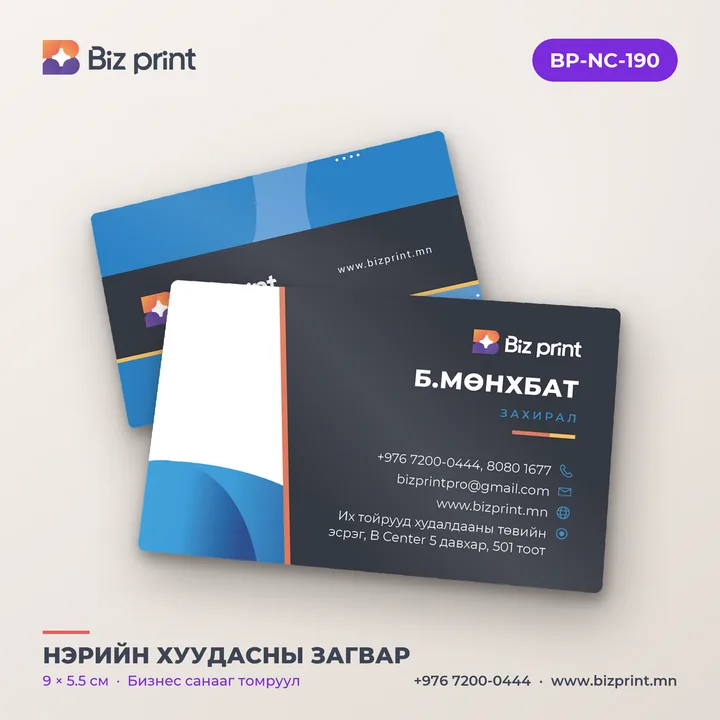 Biz print
BP-NC-190
www.bizprint.mn
Biz print
Б.МӨНХБАТ
ЗАХИРАЛ
+976 7200-0444, 8080 1677
bizprintpro@gmail.com
www.bizprint.mn
Их тойрууд худалдааны төвийн
эсрэг, B Center 5 давхар, 501 тоот
НЭРИЙН ХУУДАСНЫ ЗАГВАР
9 × 5.5 см · Бизнес санааг томруул
+976 7200-0444 · www.bizprint.mn